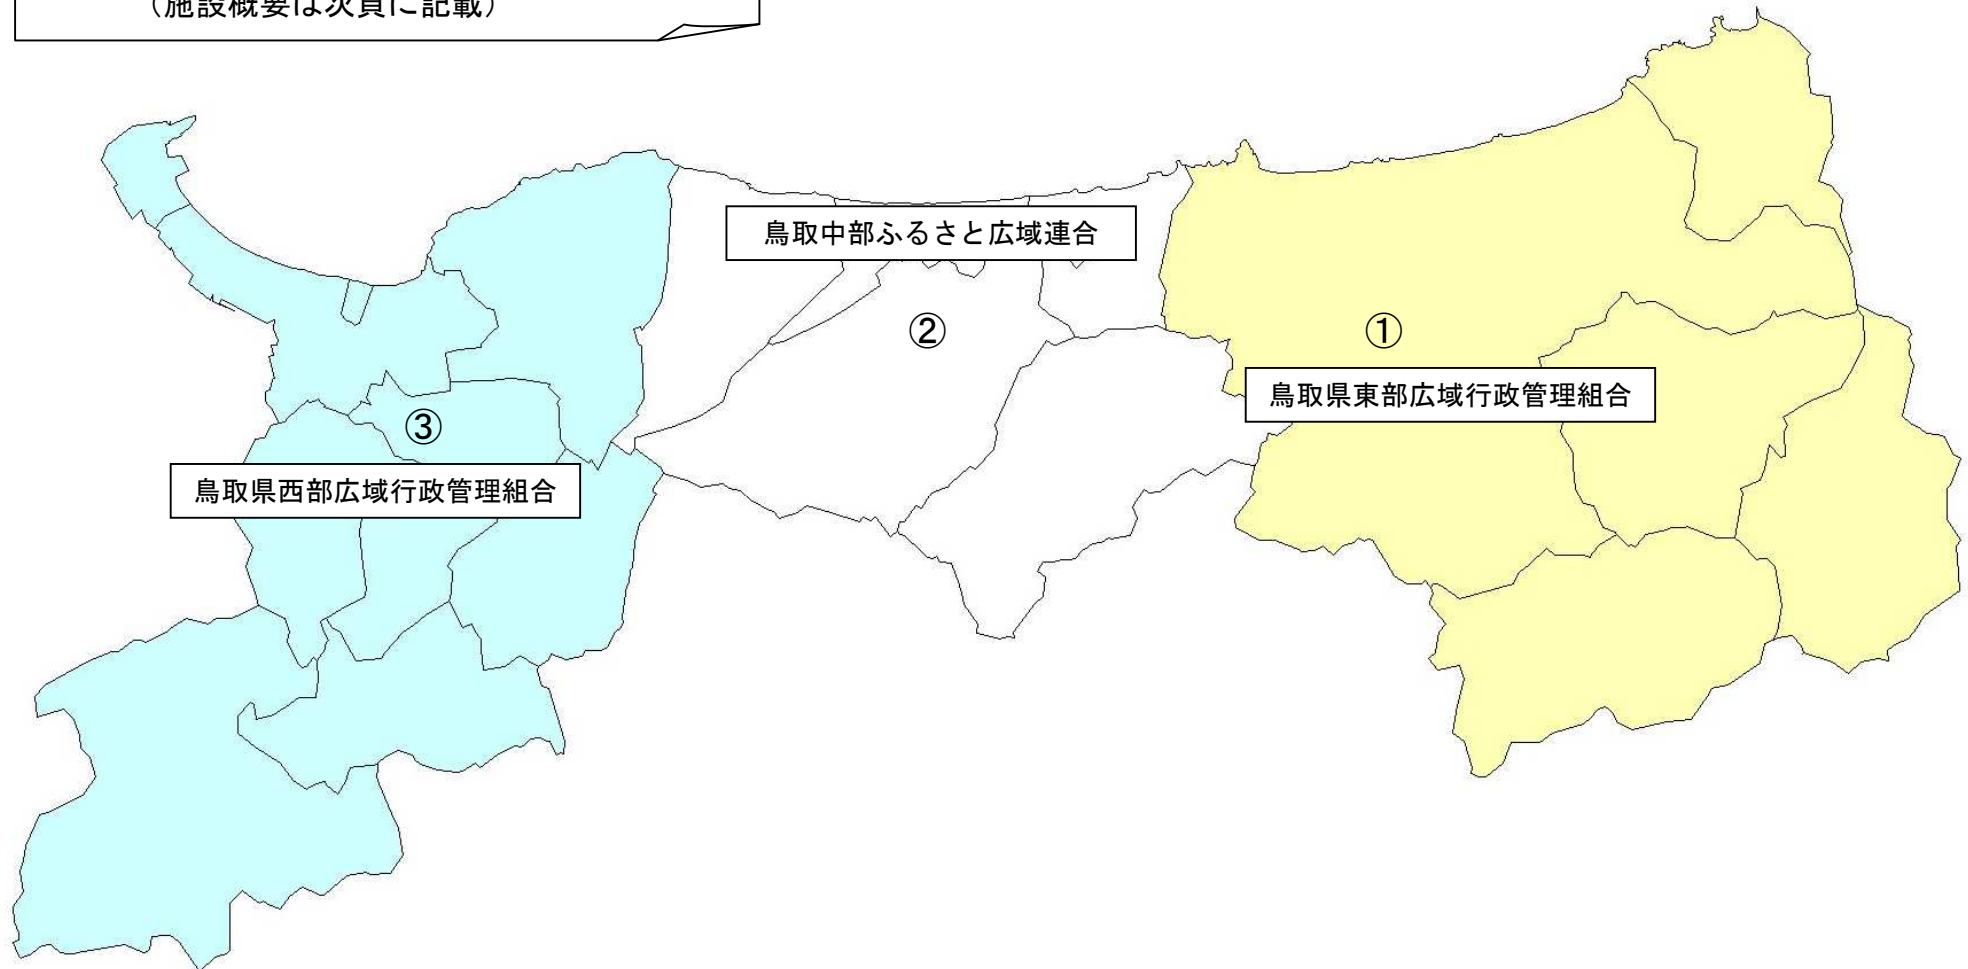 （施設概要は次頁に記載）
鳥取中部ふるさと広域連合
②
①
鳥取県東部広域行政管理組合
③
鳥取県西部広域行政管理組合